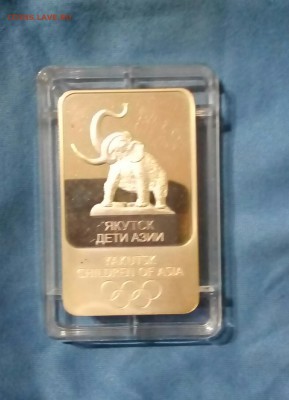 ЯКУТСК
ДЕТИ АЗИИ
YAKUTSK
CHILDREN OF ASIA